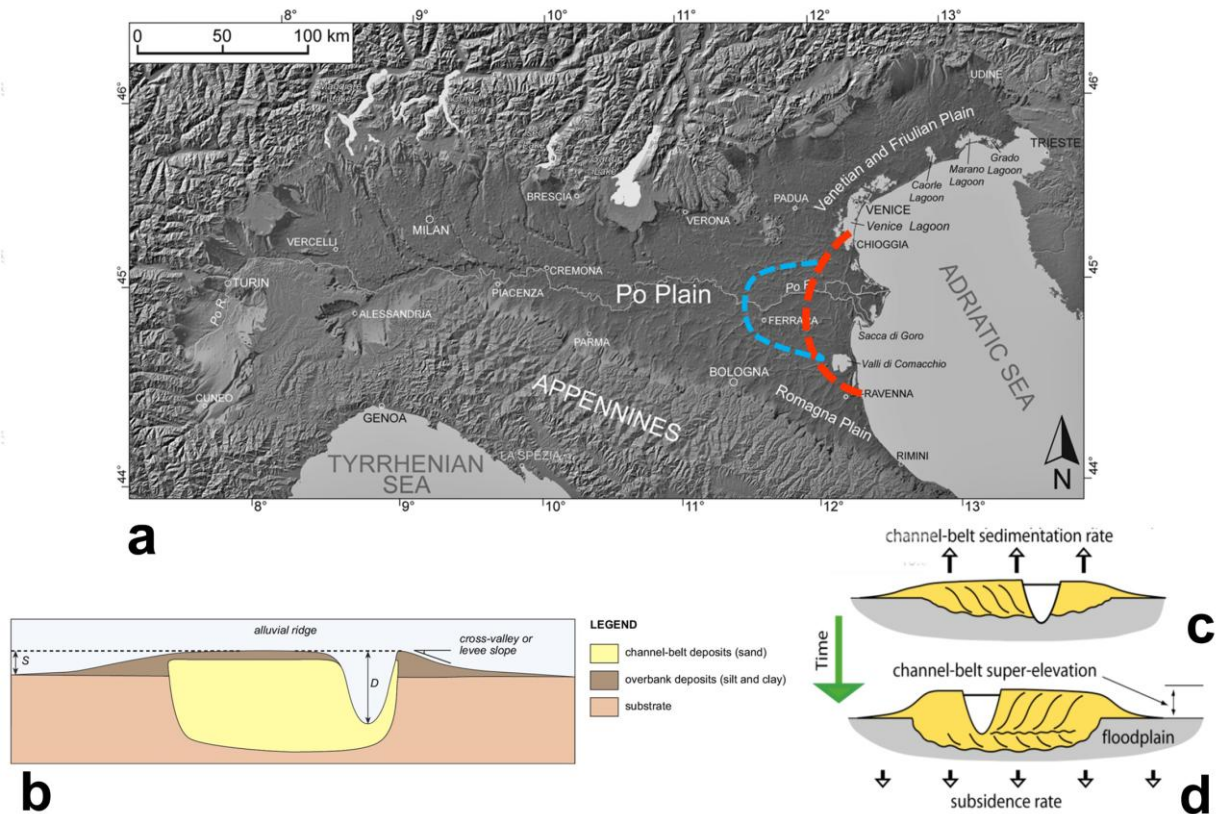 8° 9° 10° 11° 12° 13°
0 50 100 km
46°
46°
UDINE
TRIESTE
Venetian and Friulian Plain
Grado
Lagoon
Marano
Lagoon
Caorle
Lagoon
BRESCIA
VERONA
PADUA
VENICE
Venice Lagoon
MILAN
VERCELLI
CHIOGGIA
45°
45°
TURIN
Po R.
CREMONA
PIACENZA
Po Plain
Po R.
ALESSANDRIA
FERRARA
Sacca di Goro
PARMA
Valli di Comacchio
BOLOGNA
ADRIATIC SEA
CUNEO
APPENNINES
Romagna Plain
RAVENNA
GENOA
LA SPEZIA
RIMINI
TYRRHENIAN
SEA
44°
44°
N
8° 9° 10° 11° 12° 13°
a
alluvial ridge
cross-valley or
levee slope
S
D
b
LEGEND
channel-belt deposits (sand)
overbank deposits (silt and clay)
substrate
channel-belt sedimentation rate
c
Time
channel-belt super-elevation
floodplain
d
subsidence rate